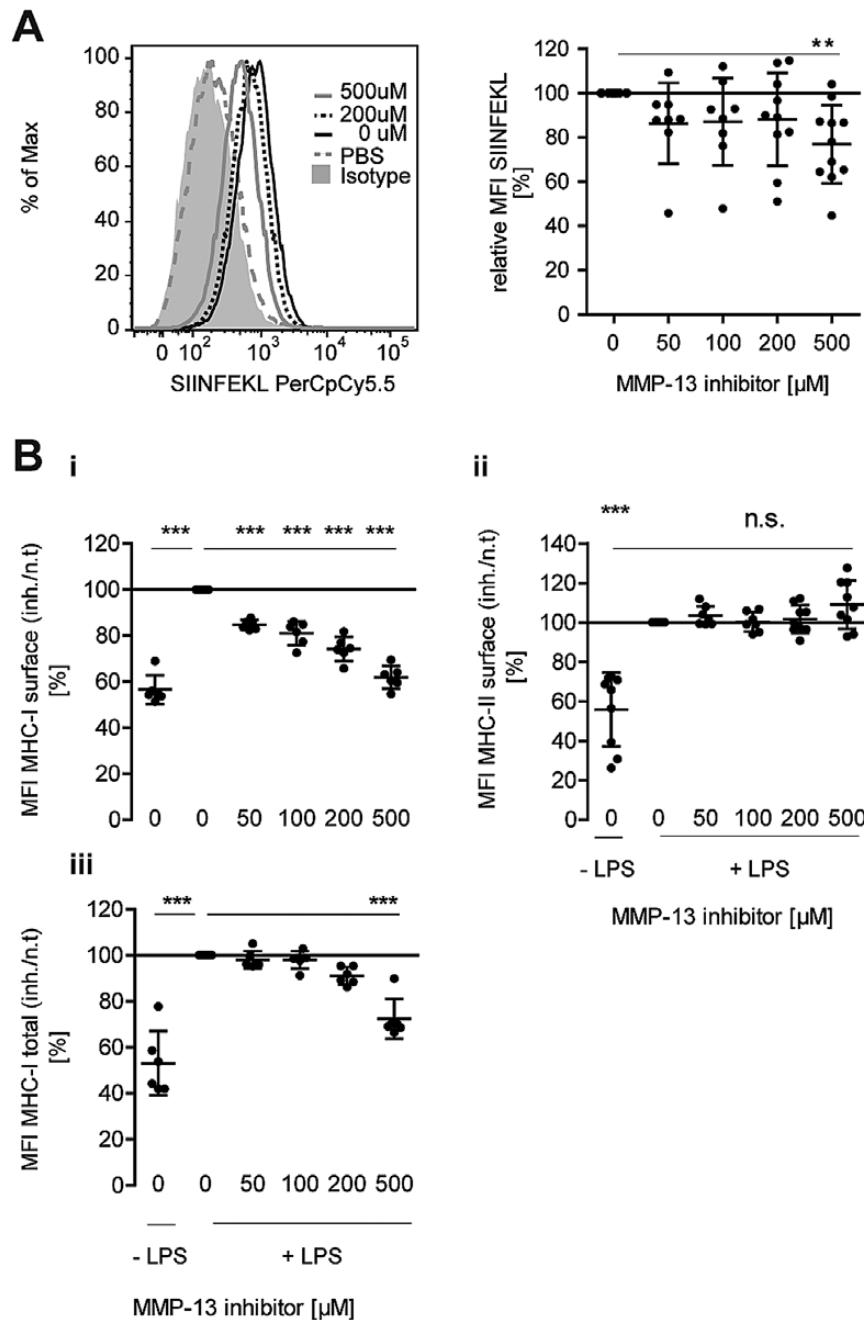 A
% of Max
100
80
60
40
20
0
500uM
200uM
0 uM
PBS
Isotype
0 10² 10³ 10⁴ 10⁵
SIINFEKL PerCpCy5.5
relative MFI SIINFEKL
[%]
120
100
80
60
40
20
0
**
0 50 100 200 500
MMP-13 inhibitor [µM]
B
i
MFI MHC-I surface (inh./n.t)
[%]
120
100
80
60
40
20
0
*** *** *** *** ***
0 0 50 100 200 500
ii
MFI MHC-II surface (inh./n.t)
[%]
140
120
100
80
60
40
20
0
*** n.s.
0 0 50 100 200 500
- LPS + LPS
MMP-13 inhibitor [µM]
iii
MFI MHC-I total (inh./n.t)
[%]
120
100
80
60
40
20
0
*** ***
0 0 50 100 200 500
- LPS + LPS
MMP-13 inhibitor [µM]